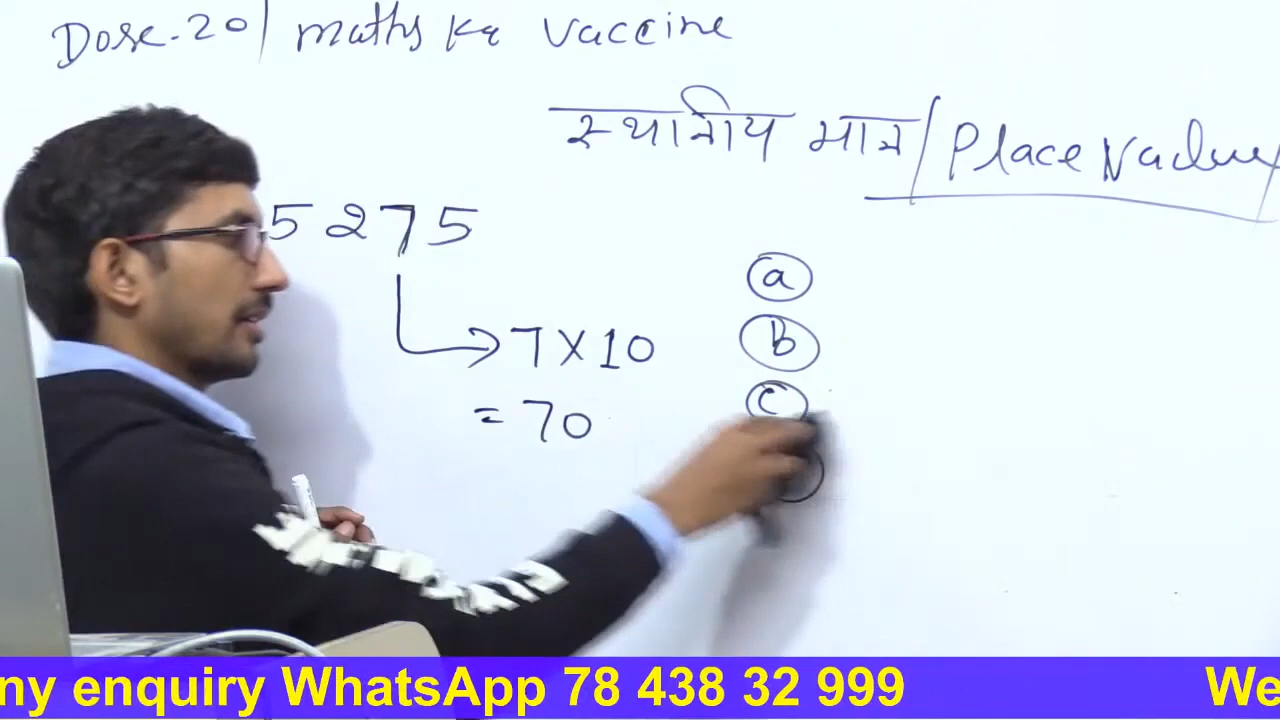 Dose-20 | maths ka vaccine
स्थानीय मान / Place Value
5275
7X10
= 70
a
b
c
ny enquiry WhatsApp 78 438 32 999
We